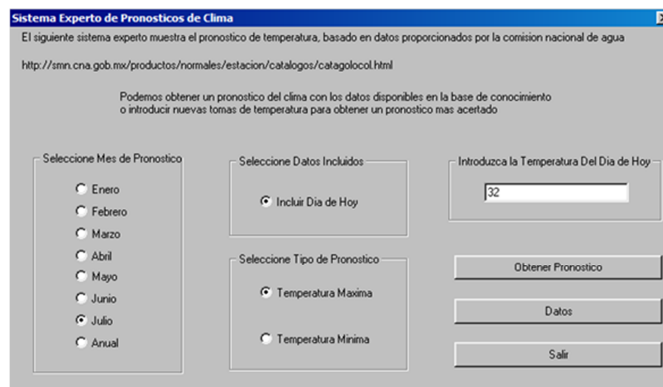 Sistema Experto de Pronosticos de Clima
El siguiente sistema experto muestra el pronostico de temperatura, basado en datos proporcionados por la comision nacional de agua
http://smn.cna.gob.mx/productos/normales/estacion/catalogos/catagolocol.html
Podemos obtener un pronostico del clima con los datos disponibles en la base de conocimiento
o introducir nuevas tomas de temperatura para obtener un pronostico mas acertado
Seleccione Mes de Pronostico
Enero
Febrero
Marzo
Abril
Mayo
Junio
Julio
Anual
Seleccione Datos Incluidos
Incluir Dia de Hoy
Seleccione Tipo de Pronostico
Temperatura Maxima
Temperatura Minima
Introduzca la Temperatura Del Dia de Hoy
32
Obtener Pronostico
Datos
Salir